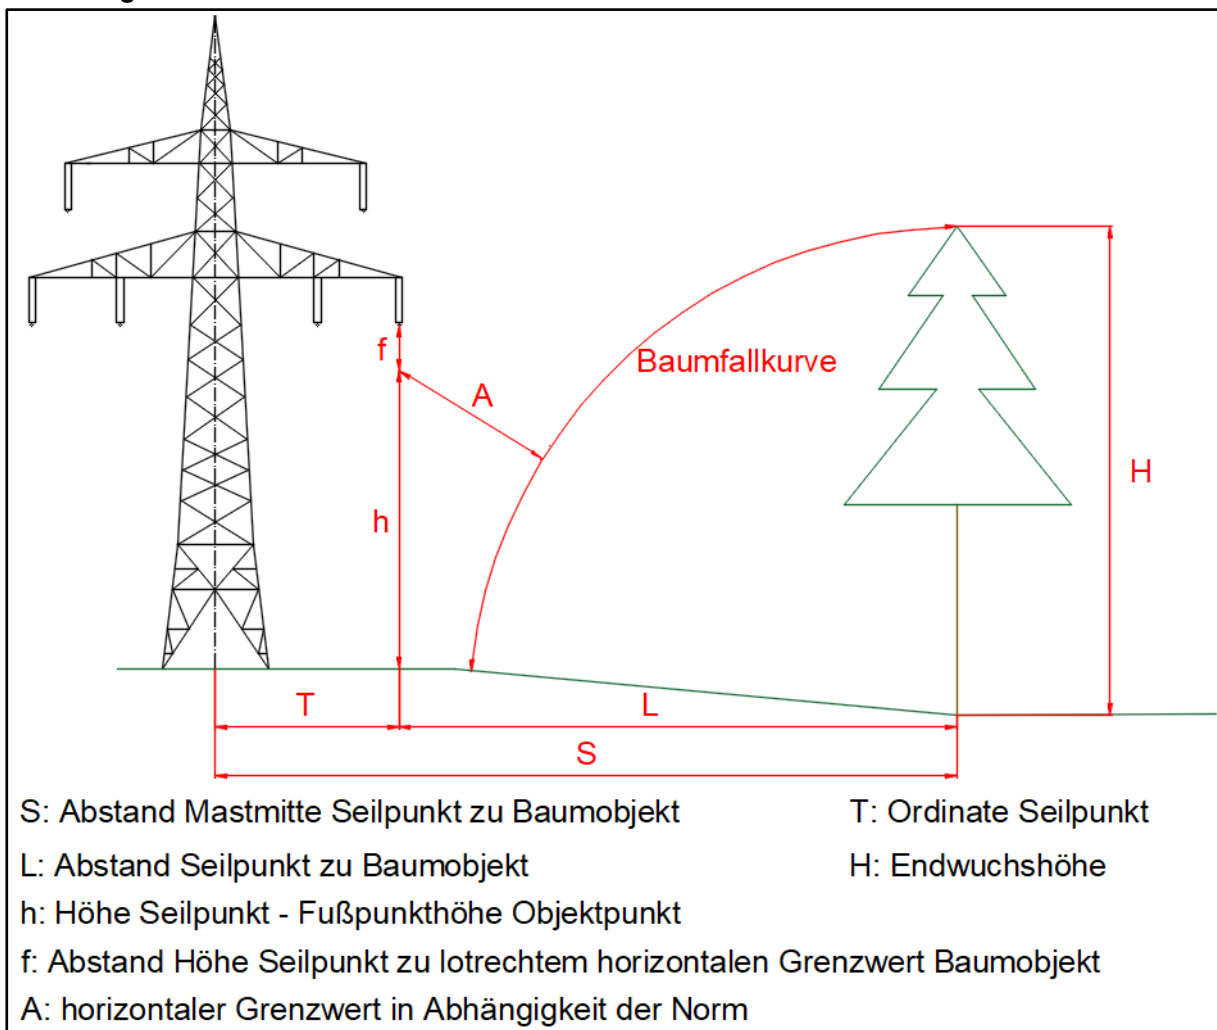 f
Baumfallkurve
A
H
h
T
L
S
S: Abstand Mastmitte Seilpunkt zu Baumobjekt
T: Ordinate Seilpunkt
L: Abstand Seilpunkt zu Baumobjekt
H: Endwuchshöhe
h: Höhe Seilpunkt - Fußpunkthöhe Objektpunkt
f: Abstand Höhe Seilpunkt zu lotrechtem horizontalen Grenzwert Baumobjekt
A: horizontaler Grenzwert in Abhängigkeit der Norm